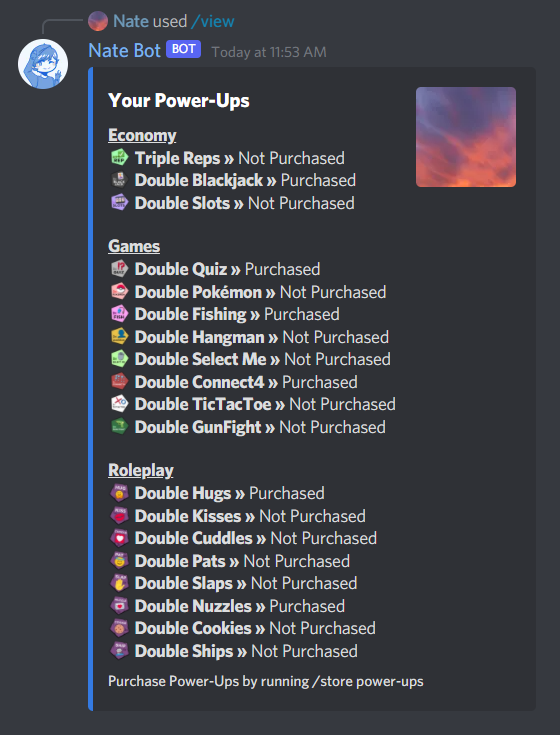 Nate used /view
Nate Bot BOT Today at 11:53 AM
Your Power-Ups
Economy
Triple Reps » Not Purchased
Double Blackjack » Purchased
Double Slots » Not Purchased
Games
Double Quiz » Purchased
Double Pokémon » Not Purchased
Double Fishing » Purchased
Double Hangman » Not Purchased
Double Select Me » Not Purchased
Double Connect4 » Purchased
Double TicTacToe » Not Purchased
Double GunFight » Not Purchased
Roleplay
Double Hugs » Purchased
Double Kisses » Not Purchased
Double Cuddles » Not Purchased
Double Pats » Not Purchased
Double Slaps » Not Purchased
Double Nuzzles » Purchased
Double Cookies » Not Purchased
Double Ships » Not Purchased
Purchase Power-Ups by running /store power-ups